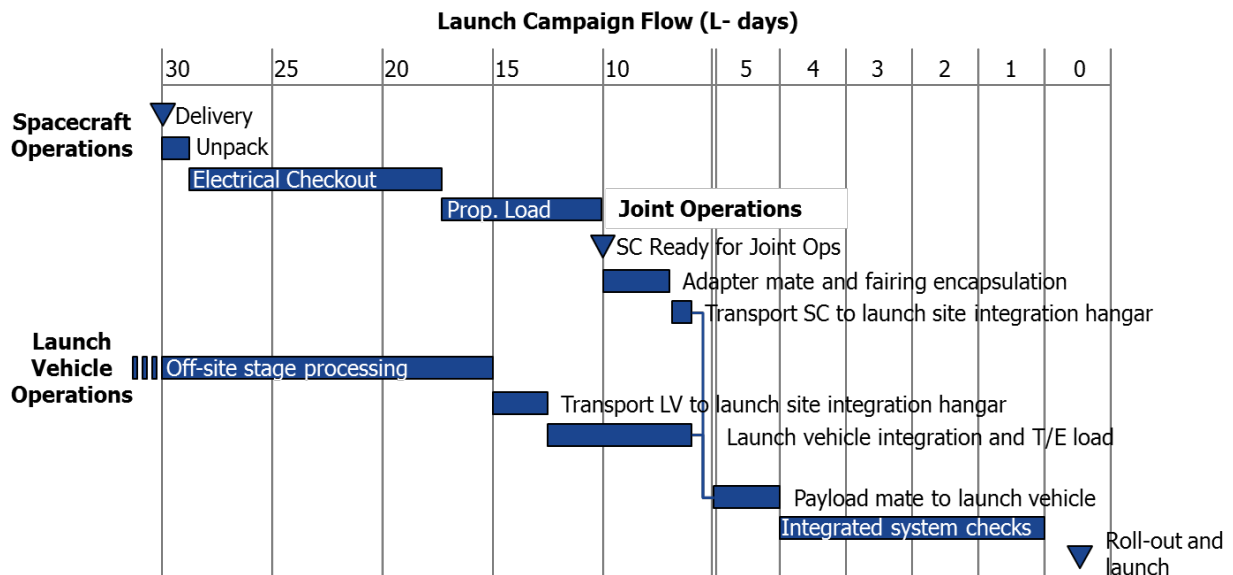 Launch Campaign Flow (L- days)
30 25 20 15 10 5 4 3 2 1 0
Spacecraft
Operations
Delivery
Unpack
Electrical Checkout
Prop. Load
Joint Operations
SC Ready for Joint Ops
Adapter mate and fairing encapsulation
Transport SC to launch site integration hangar
Launch
Vehicle
Operations
Off-site stage processing
Transport LV to launch site integration hangar
Launch vehicle integration and T/E load
Payload mate to launch vehicle
Integrated system checks
Roll-out and
launch